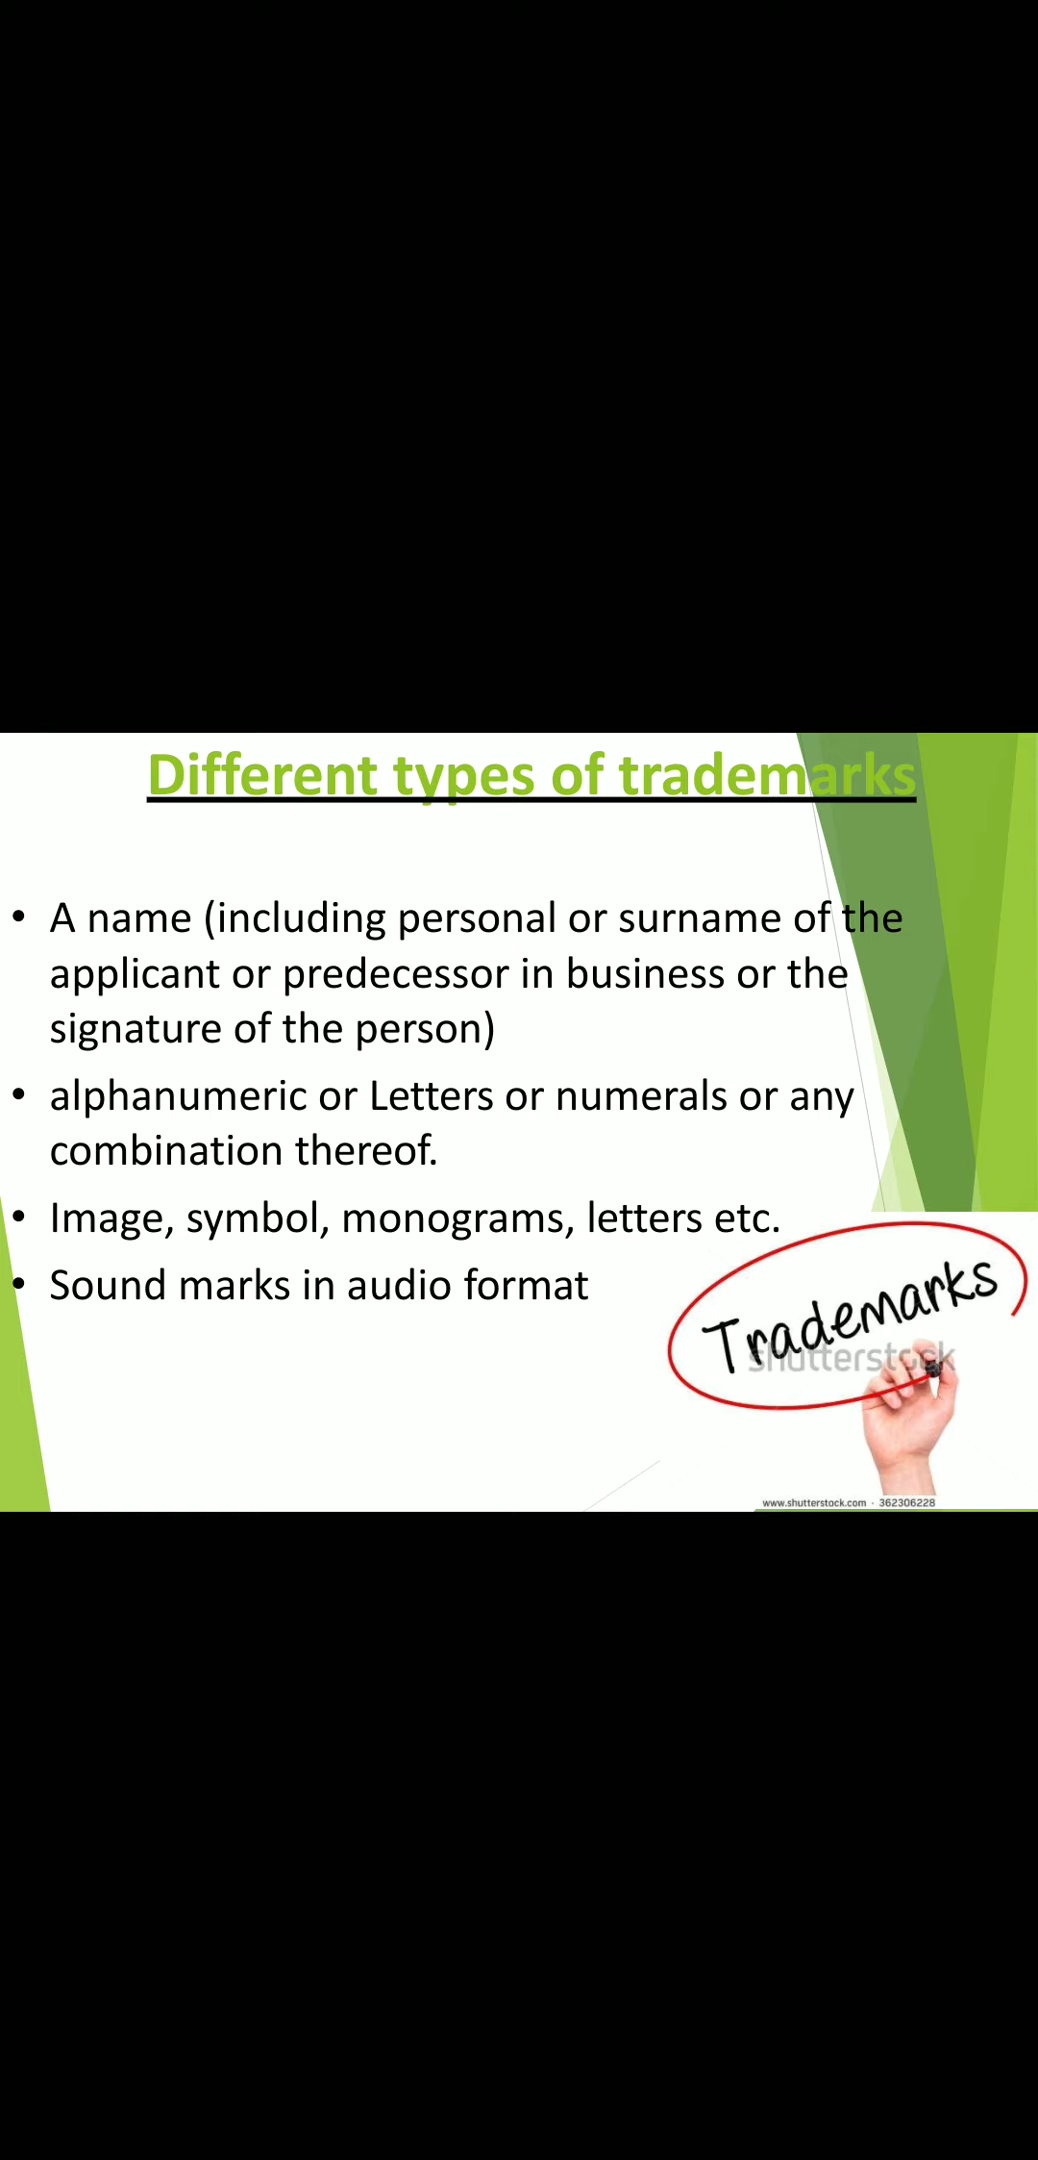 Different types of trademarks
• A name (including personal or surname of the
applicant or predecessor in business or the
signature of the person)
• alphanumeric or Letters or numerals or any
combination thereof.
• Image, symbol, monograms, letters etc.
• Sound marks in audio format
Trademarks
shutterstock
www.shutterstock.com · 362306228